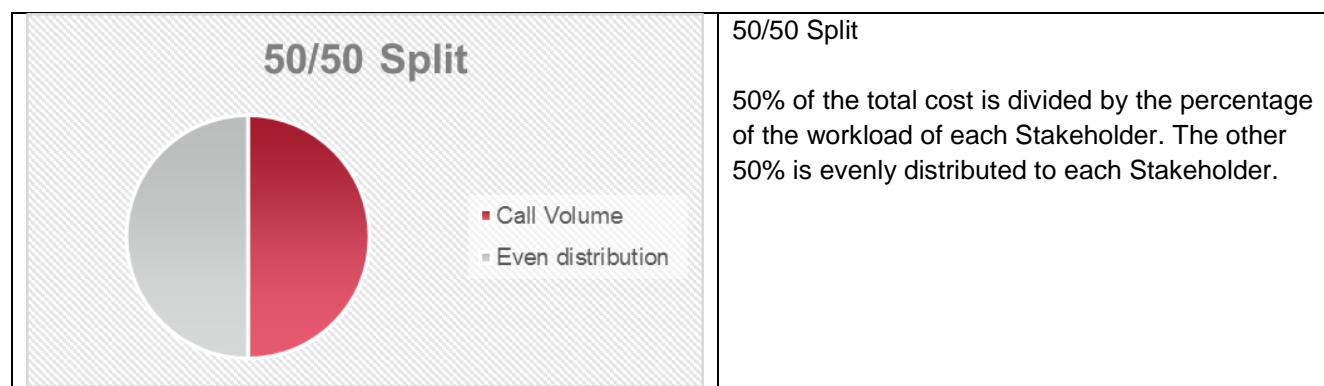 50/50 Split
Call Volume
Even distribution
50/50 Split
50% of the total cost is divided by the percentage
of the workload of each Stakeholder. The other
50% is evenly distributed to each Stakeholder.